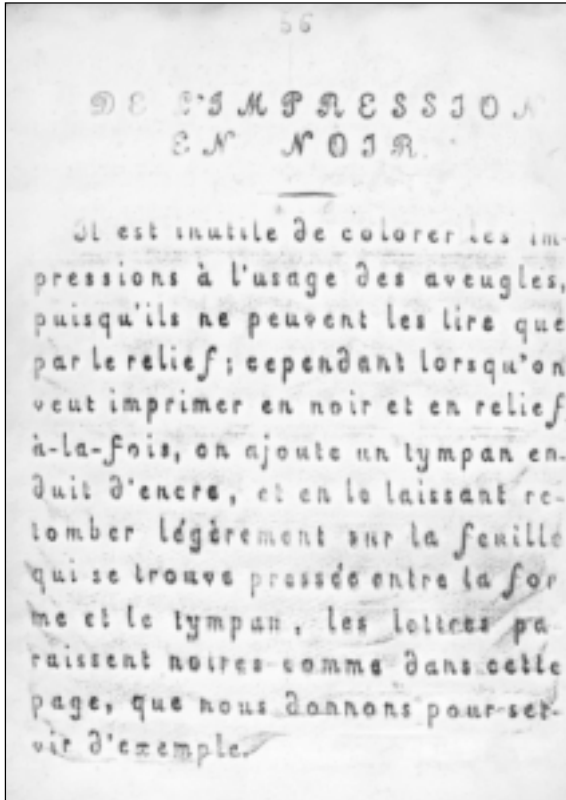 56
DE L'IMPRESSION
EN NOIR.
Il est inutile de colorer les im-
pressions à l'usage des aveugles,
puisqu'ils ne peuvent les lire que
par le relief; cependant lorsqu'on
veut imprimer en noir et en relief
à-la-fois, on ajoute un tympan en-
duit d'encre, et en le laissant re-
tomber légèrement sur la feuille
qui se trouve pressée entre la for
me et le tympan, les lettres pa-
raissent noires comme dans cette
page, que nous donnons pour ser-
vir d'exemple.